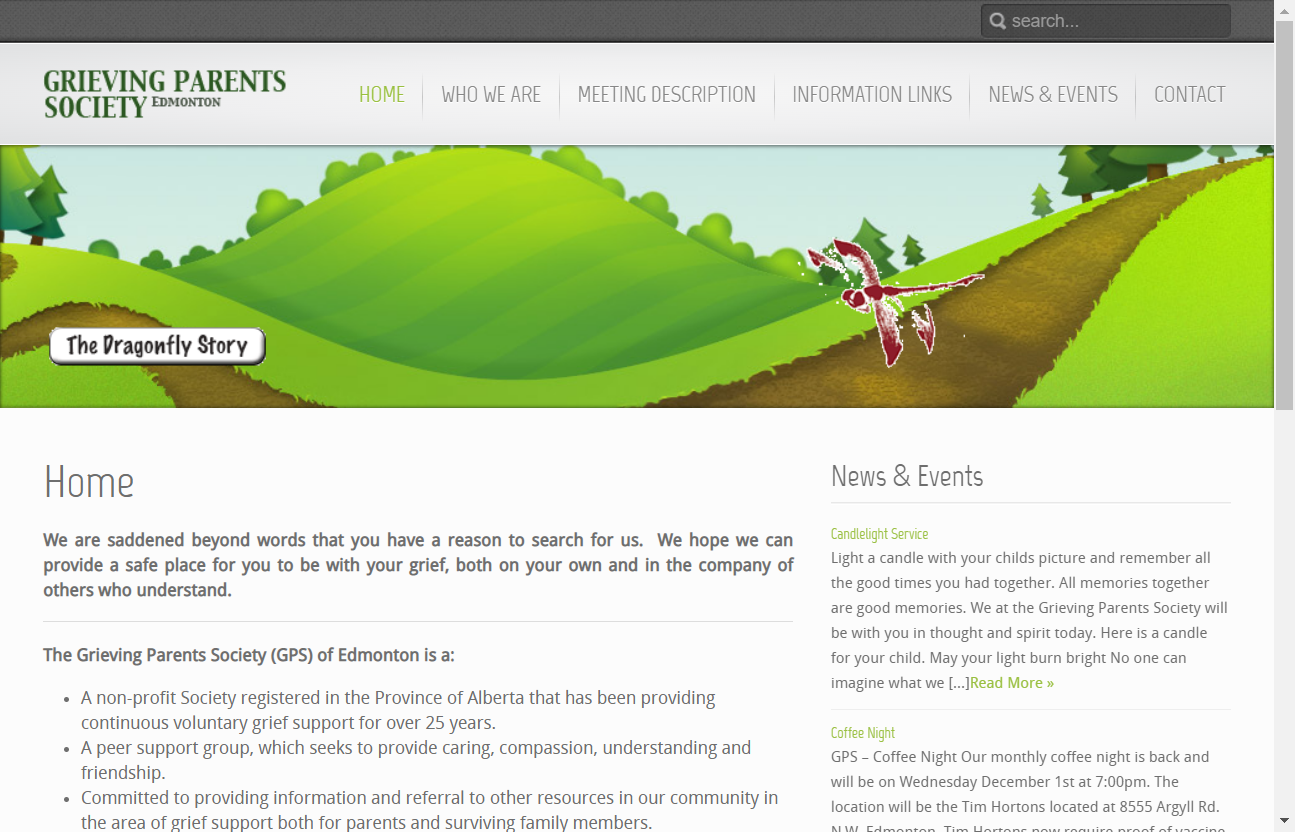 search...
GRIEVING PARENTS
SOCIETY EDMONTON
HOME
WHO WE ARE
MEETING DESCRIPTION
INFORMATION LINKS
NEWS & EVENTS
CONTACT
The Dragonfly Story
Home
We are saddened beyond words that you have a reason to search for us.  We hope we can
provide a safe place for you to be with your grief, both on your own and in the company of
others who understand.
The Grieving Parents Society (GPS) of Edmonton is a:
• A non-profit Society registered in the Province of Alberta that has been providing
continuous voluntary grief support for over 25 years.
• A peer support group, which seeks to provide caring, compassion, understanding and
friendship.
• Committed to providing information and referral to other resources in our community in
the area of grief support both for parents and surviving family members.
News & Events
Candlelight Service
Light a candle with your childs picture and remember all
the good times you had together. All memories together
are good memories. We at the Grieving Parents Society will
be with you in thought and spirit today. Here is a candle
for your child. May your light burn bright No one can
imagine what we [...]Read More »
Coffee Night
GPS – Coffee Night Our monthly coffee night is back and
will be on Wednesday December 1st at 7:00pm. The
location will be the Tim Hortons located at 8555 Argyll Rd.
N.W. Edmonton. Tim Hortons now require proof of vaccine